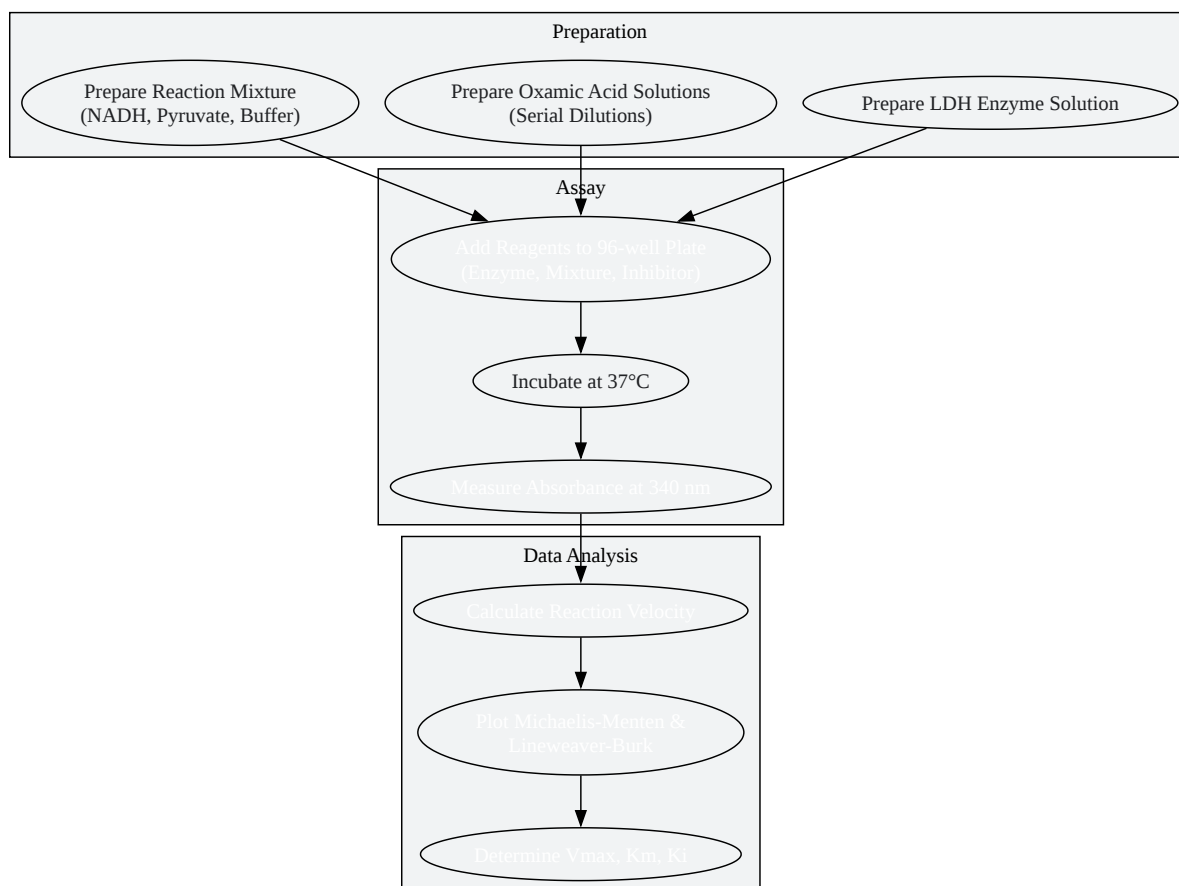 Preparation
Prepare Reaction Mixture
(NADH, Pyruvate, Buffer)
Prepare Oxamic Acid Solutions
(Serial Dilutions)
Prepare LDH Enzyme Solution
Assay
Add Reagents to 96-well Plate
(Enzyme, Mixture, Inhibitor)
Incubate at 37°C
Measure Absorbance at 340 nm
Data Analysis
Calculate Reaction Velocity
Plot Michaelis-Menten &
Lineweaver-Burk
Determine Vmax, Km, Ki